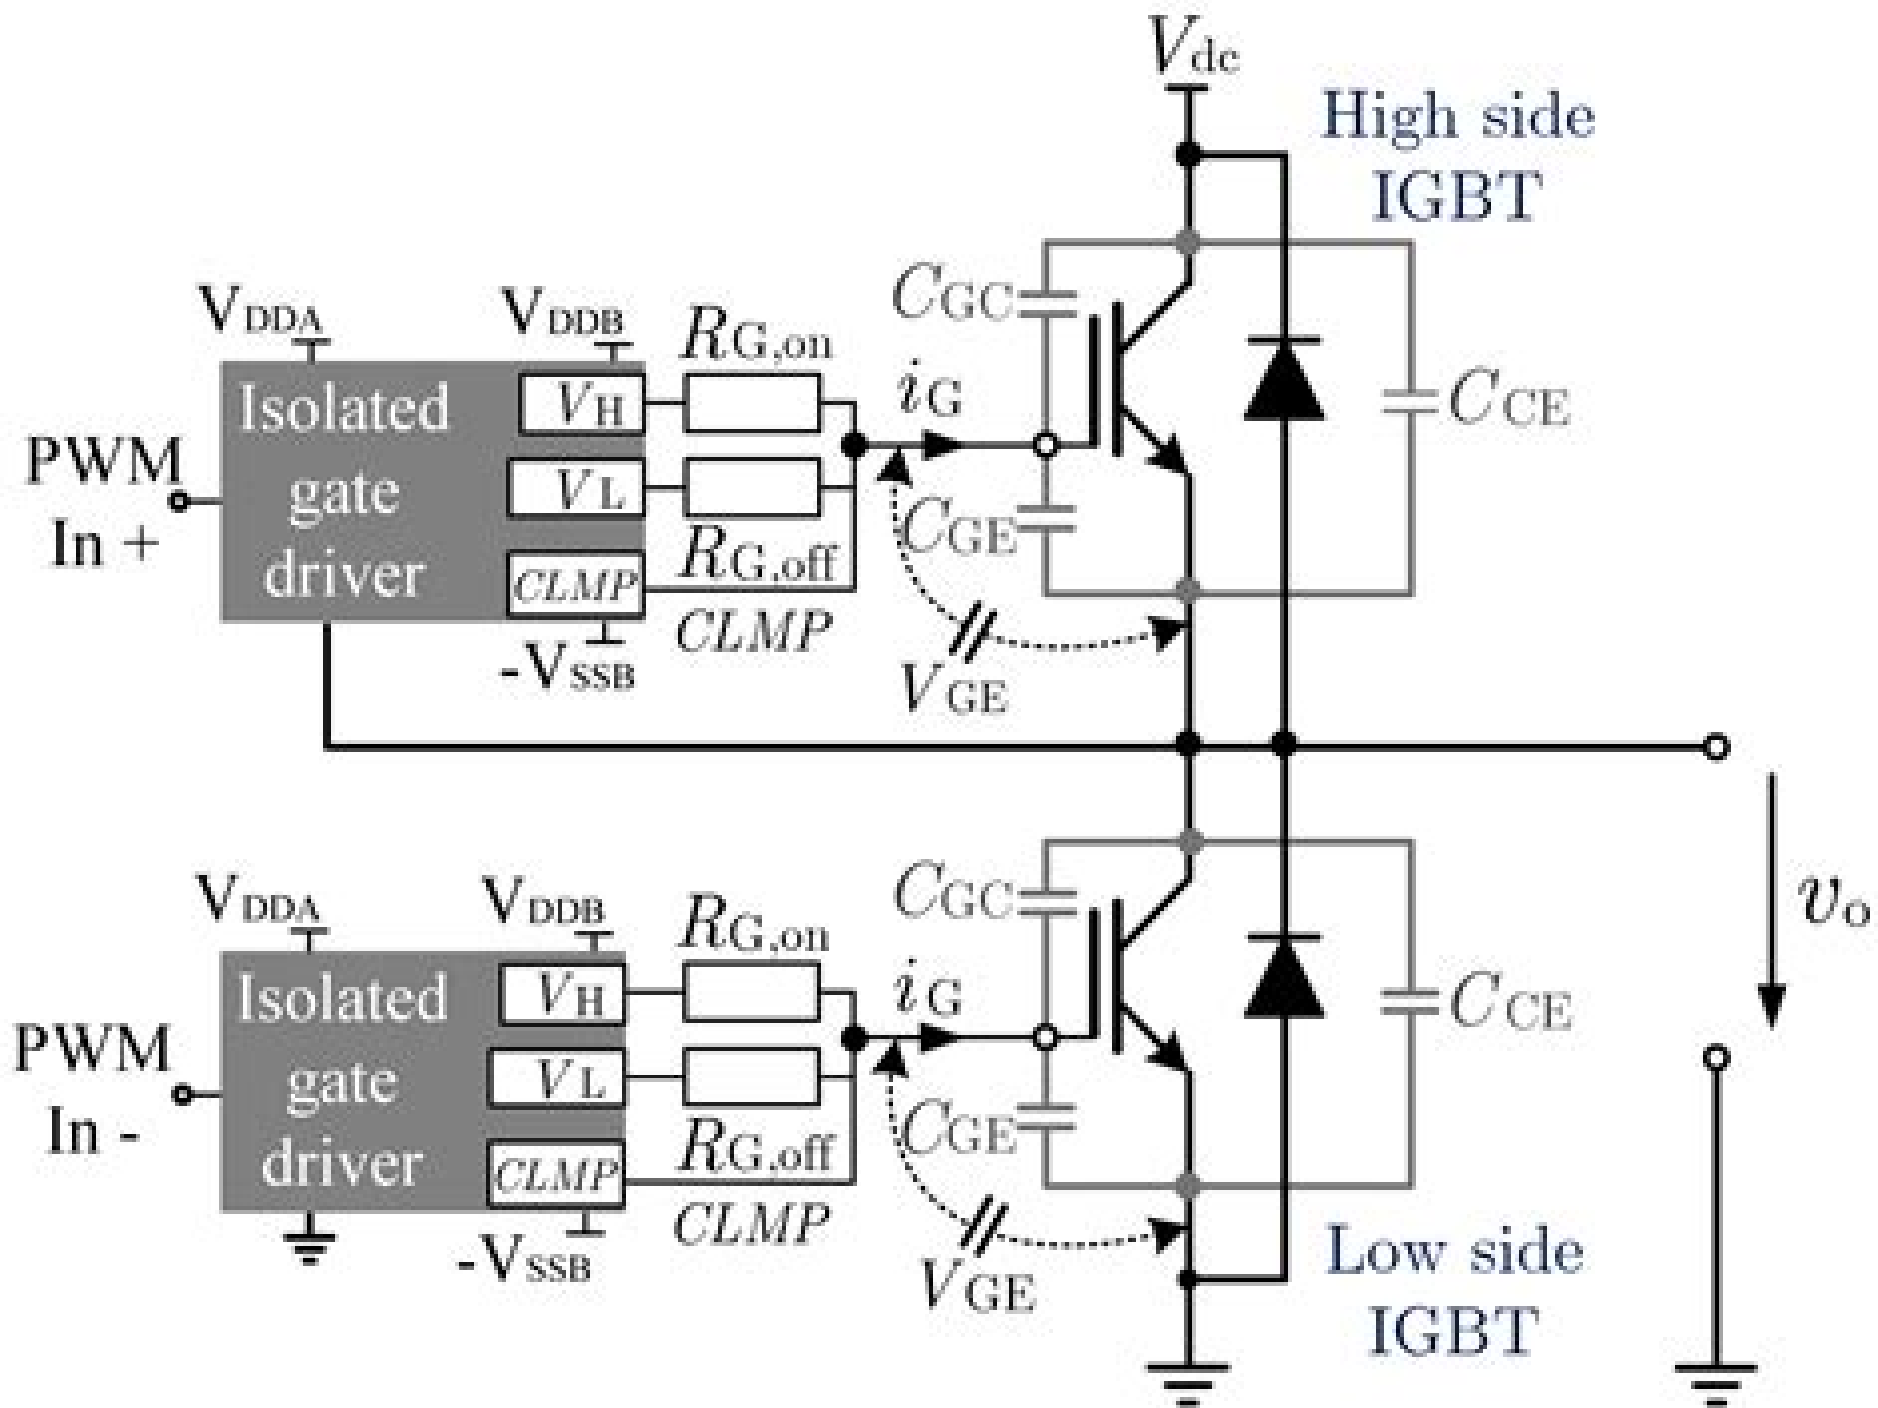 Vdc
High side
IGBT
CGC
VDDA
VDDB
RG,on
Isolated
gate
driver
VH
iG
CCE
PWM
In +
VL
CGE
RG,off
CLMP
CLMP
-VSSB
VGE
CGC
VDDA
VDDB
RG,on
vo
Isolated
gate
driver
VH
iG
CCE
PWM
In -
VL
CGE
RG,off
CLMP
CLMP
-VSSB
VGE
Low side
IGBT